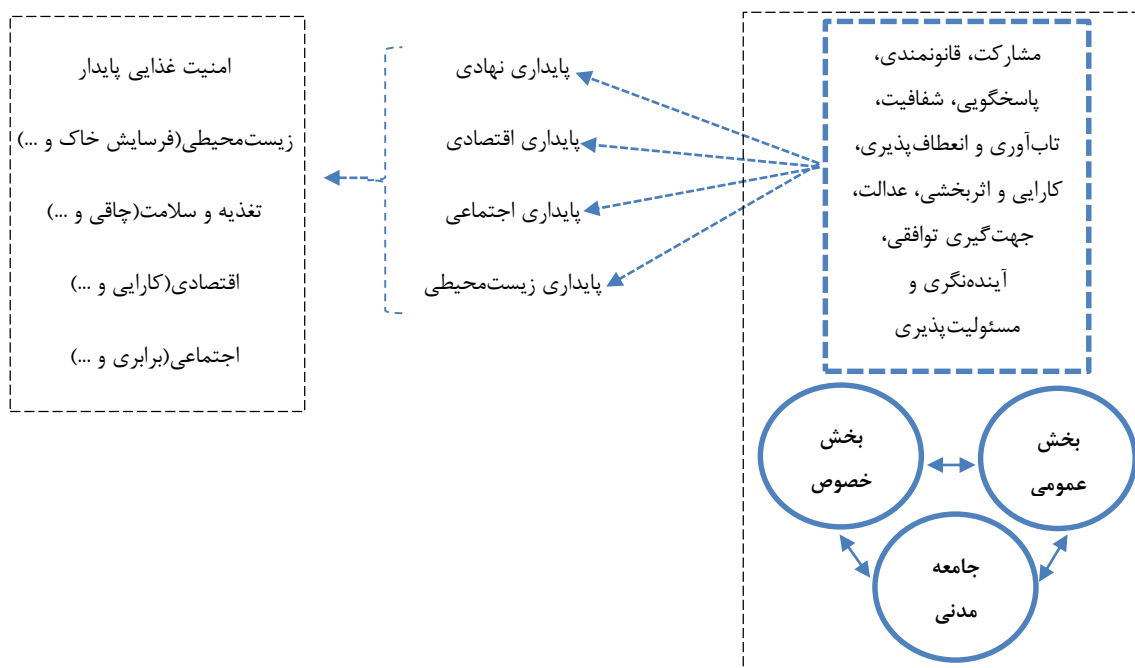 مشارکت، قانونمندی،
پاسخگویی، شفافیت،
تاب‌آوری و انعطاف‌پذیری،
کارایی و اثربخشی، عدالت،
جهت‌گیری توافقی،
آینده‌نگری و
مسئولیت‌پذیری
بخش
عمومی
بخش
خصوص
جامعه
مدنی
پایداری نهادی
پایداری اقتصادی
پایداری اجتماعی
پایداری زیست‌محیطی
امنیت غذایی پایدار
زیست‌محیطی(فرسایش خاک و ...)
تغذیه و سلامت(چاقی و ...)
اقتصادی(کارایی و ...)
اجتماعی(برابری و ...)